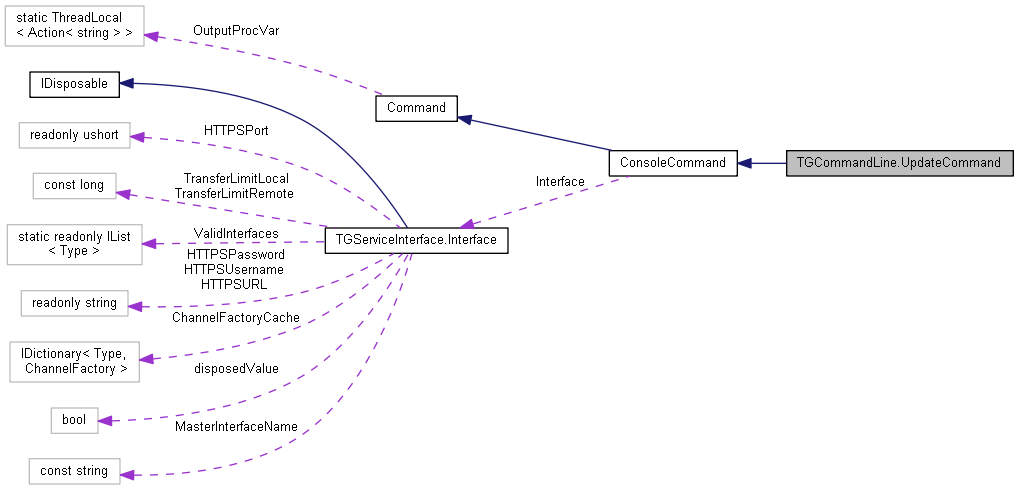 static ThreadLocal
< Action< string > >
OutputProcVar
IDisposable
Command
readonly ushort
HTTPSPort
ConsoleCommand
TGCommandLine.UpdateCommand
const long
TransferLimitLocal
TransferLimitRemote
Interface
static readonly IList
< Type >
ValidInterfaces
TGServiceInterface.Interface
HTTPSPassword
HTTPSUsername
HTTPSURL
readonly string
ChannelFactoryCache
IDictionary< Type,
ChannelFactory >
disposedValue
bool
MasterInterfaceName
const string